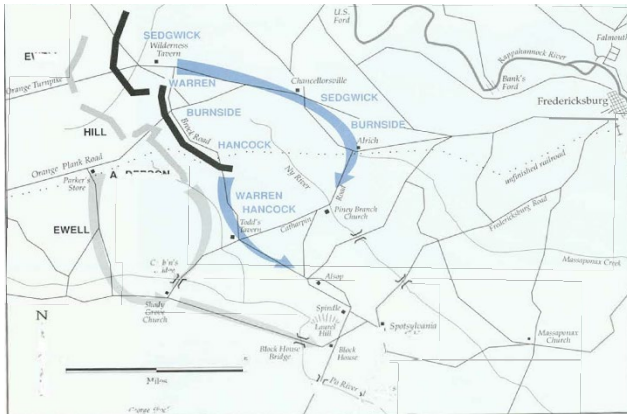 U.S.
Ford
Falmouth
SEDGWICK
Wilderness
Tavern
Rappahannock River
Orange Turnpike
WARREN
Chancellorsville
Bank's
Ford
SEDGWICK
Fredericksburg
BURNSIDE
BURNSIDE
HILL
Brock Road
HANCOCK
Alrich
Orange Plank Road
Ny River
unfinished railroad
Parker's
Store
WARREN
HANCOCK
Road
Piney Branch
Church
EWELL
Todd's
Tavern
Catharpin
Fredericksburg Road
Massaponax Creek
Alsop
Shady
Grove
Church
Spindle
N
Laurel
Hill
Spotsylvania
Block House
Bridge
Block
House
Massaponax
Church
Miles
Po River